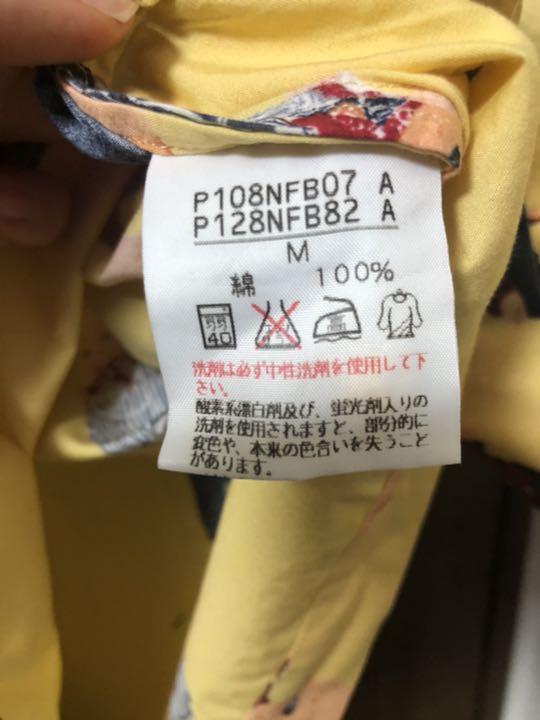 P108NFB07 A
P128NFB82 A
M
綿 100%
弱 40 高
洗剤は必ず中性洗剤を使用して下
さい。
酸素系漂白剤及び、蛍光剤入りの
洗剤を使用されますと、部分的に
変色や、本来の色合いを失うこと
があります。